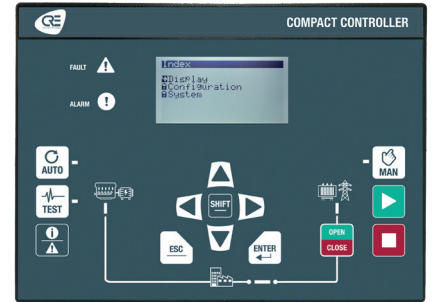 CRE
COMPACT CONTROLLER
FAULT
ALARM
Index
Display
Configuration
System
AUTO
MAN
TEST
SHIFT
ESC
ENTER
OPEN
CLOSE